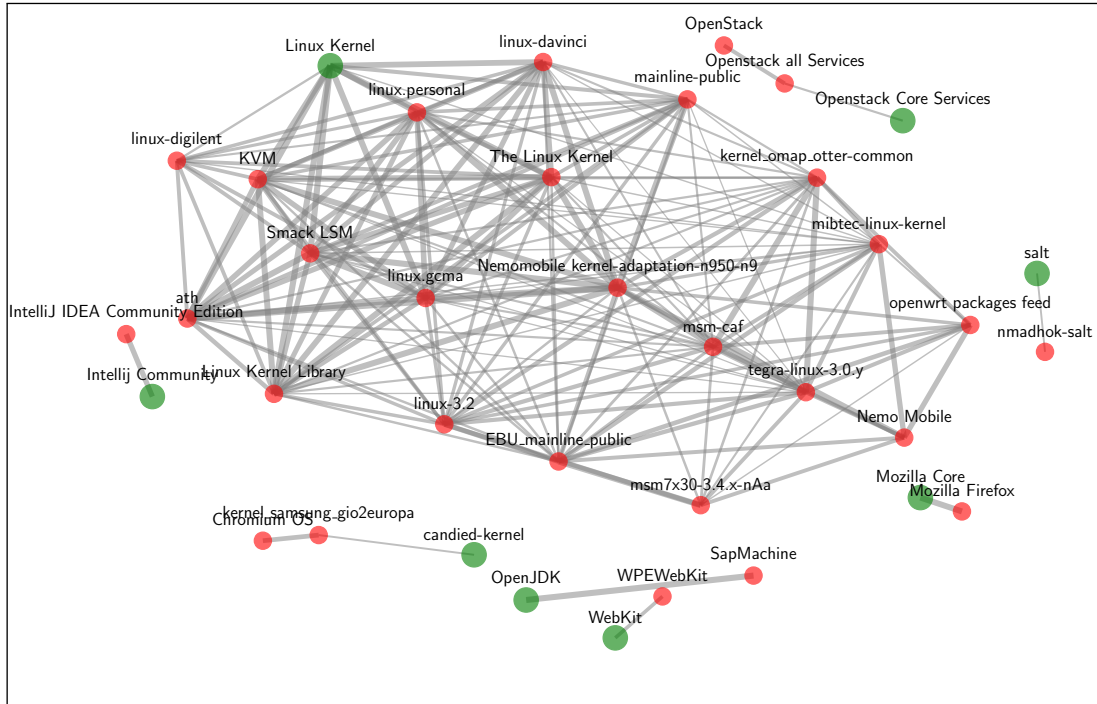 OpenStack
linux-davinci
Linux Kernel
Openstack all Services
mainline-public
linux.personal
Openstack Core Services
linux-digilent
KVM
The Linux Kernel
kernel_omap_otter-common
mibtec-linux-kernel
Smack LSM
salt
Nemomobile kernel-adaptation-n950-n9
linux.gcma
ath
openwrt packages feed
IntelliJ IDEA Community Edition
msm-caf
nmadhok-salt
Intellij Community
Linux Kernel Library
tegra-linux-3.0.y
linux-3.2
Nemo Mobile
EBU_mainline_public
Mozilla Core
msm7x30-3.4.x-nAa
Mozilla Firefox
kernel_samsung_gio2europa
Chromium OS
candied-kernel
SapMachine
OpenJDK
WPEWebKit
WebKit